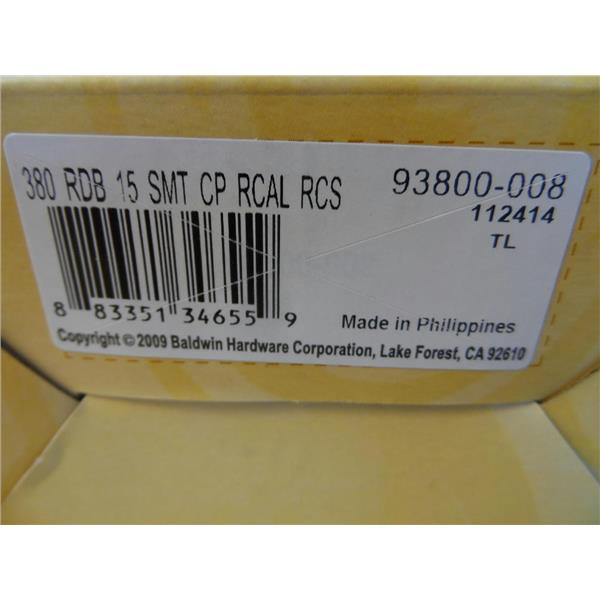 380 RDB 15 SMT CP RCAL RCS
93800-008
112414
TL
8 83351 34655 9
Made in Philippines
Copyright © 2009 Baldwin Hardware Corporation, Lake Forest, CA 92610